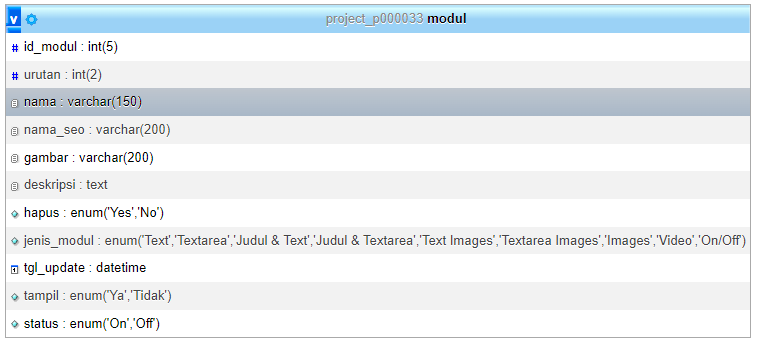 v project_p000033 modul
# id_modul : int(5)
# urutan : int(2)
nama : varchar(150)
nama_seo : varchar(200)
gambar : varchar(200)
deskripsi : text
hapus : enum('Yes','No')
jenis_modul : enum('Text','Textarea','Judul & Text','Judul & Textarea','Text Images','Textarea Images','Images','Video','On/Off')
tgl_update : datetime
tampil : enum('Ya','Tidak')
status : enum('On','Off')